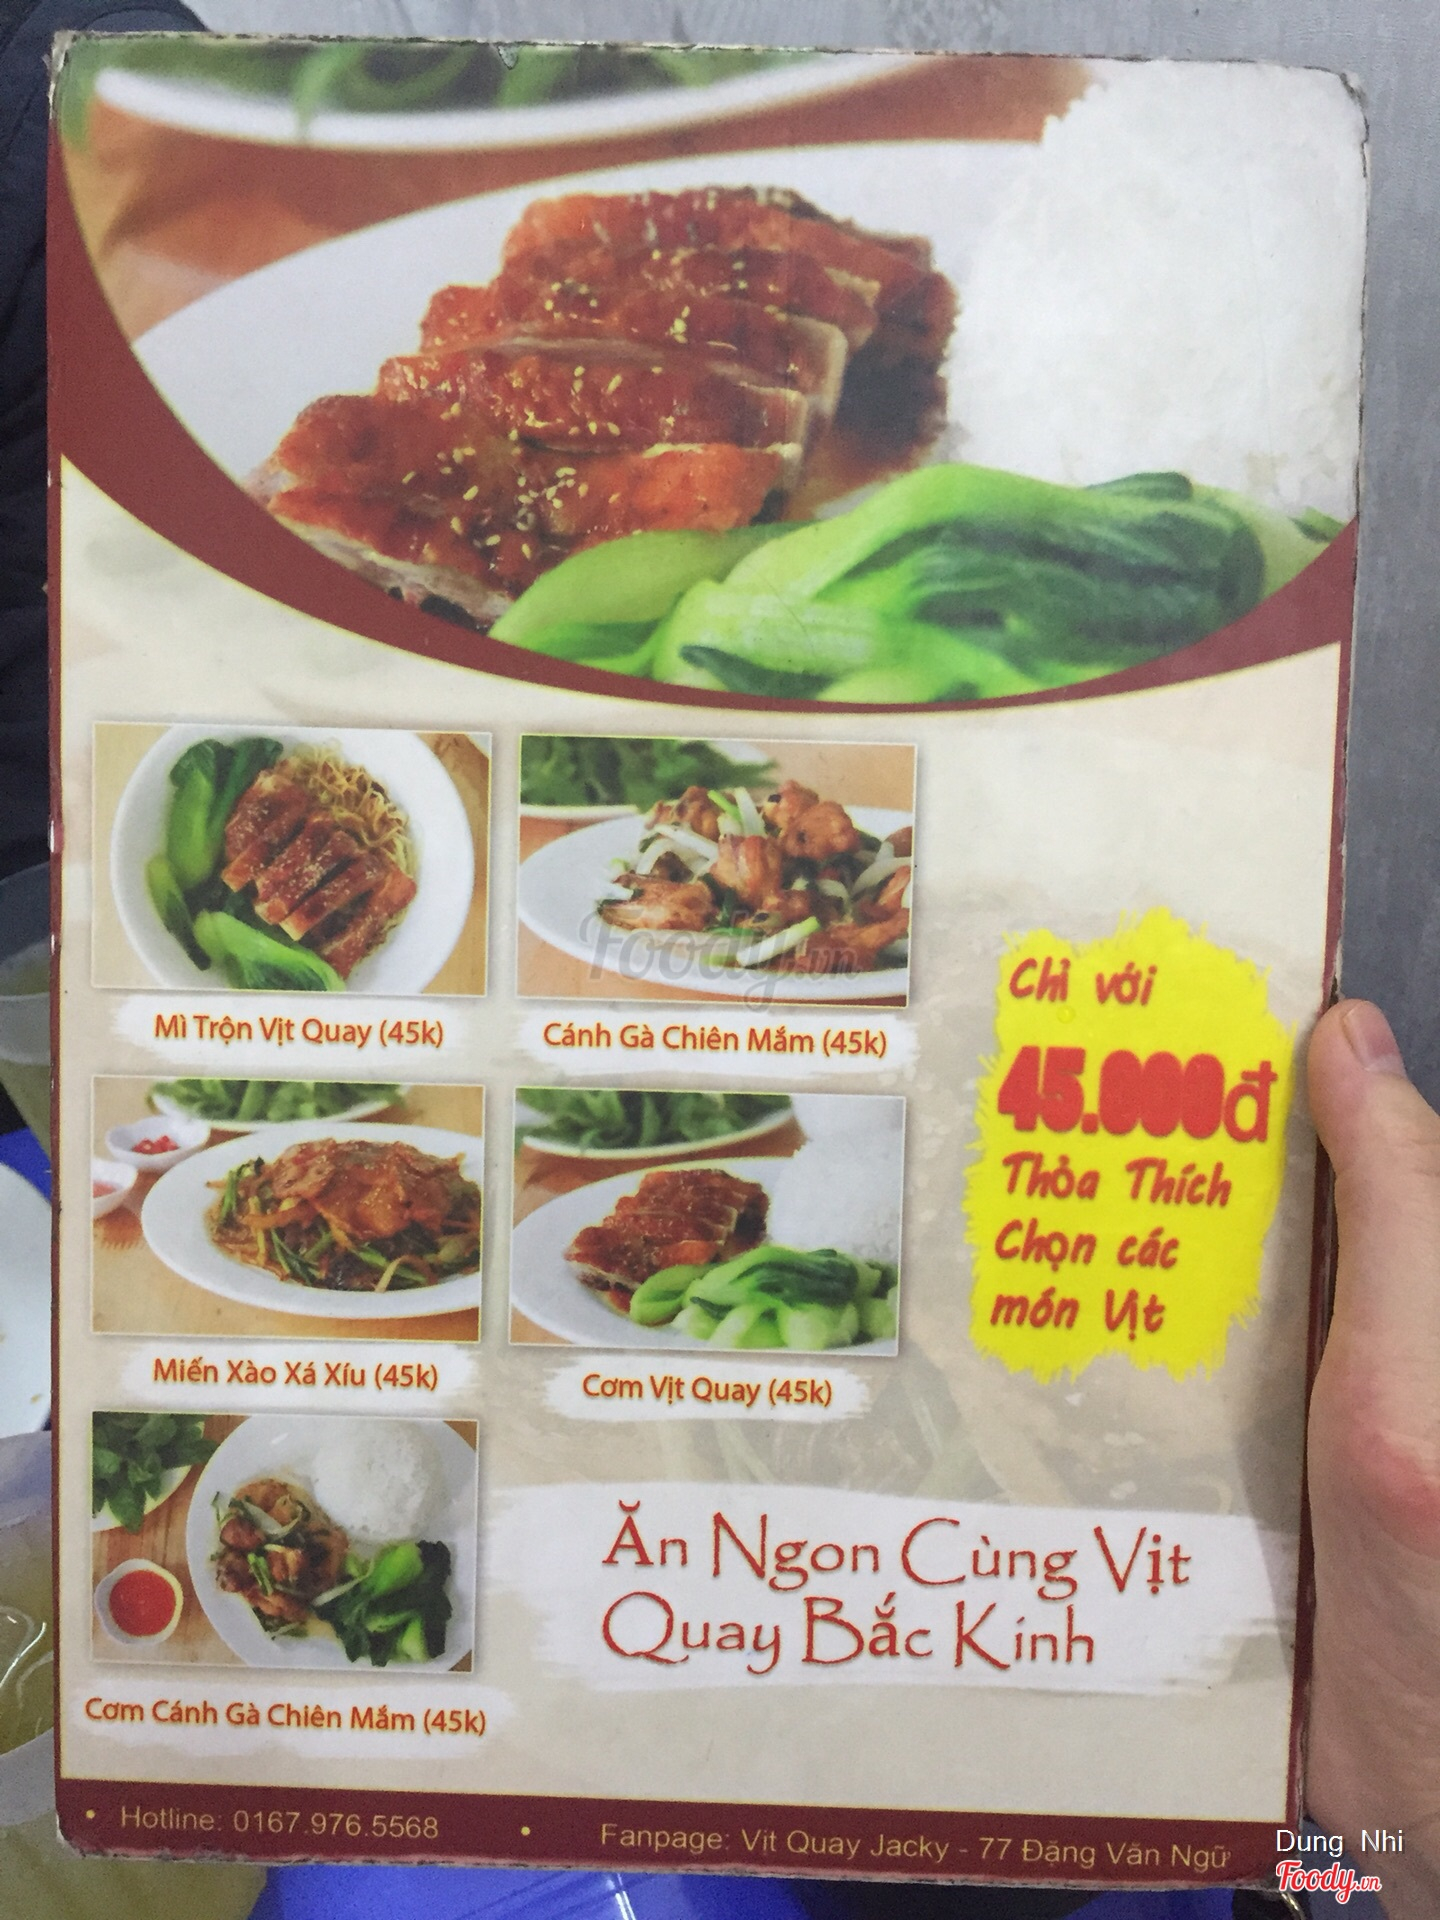 Mì Trộn Vịt Quay (45k)
Cánh Gà Chiên Mắm (45k)
Miến Xào Xá Xíu (45k)
Cơm Vịt Quay (45k)
Cơm Cánh Gà Chiên Mắm (45k)
Chỉ với
45.000đ
Thỏa Thích
Chọn các
món Vịt
Ăn Ngon Cùng Vịt
Quay Bắc Kinh
• Hotline: 0167.976.5568 • Fanpage: Vịt Quay Jacky - 77 Đặng Văn Ngữ
Foody.vn
Dung Nhi
Foody.vn